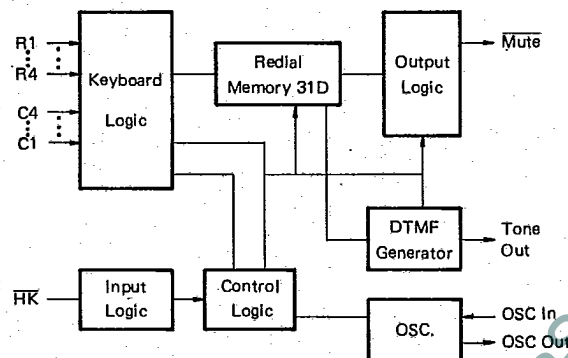 R1
R4
C4
C1
Keyboard
Logic
Redial
Memory 31D
Output
Logic
Mute
DTMF
Generator
Tone
Out
HK
Input
Logic
Control
Logic
OSC.
OSC In
OSC Out